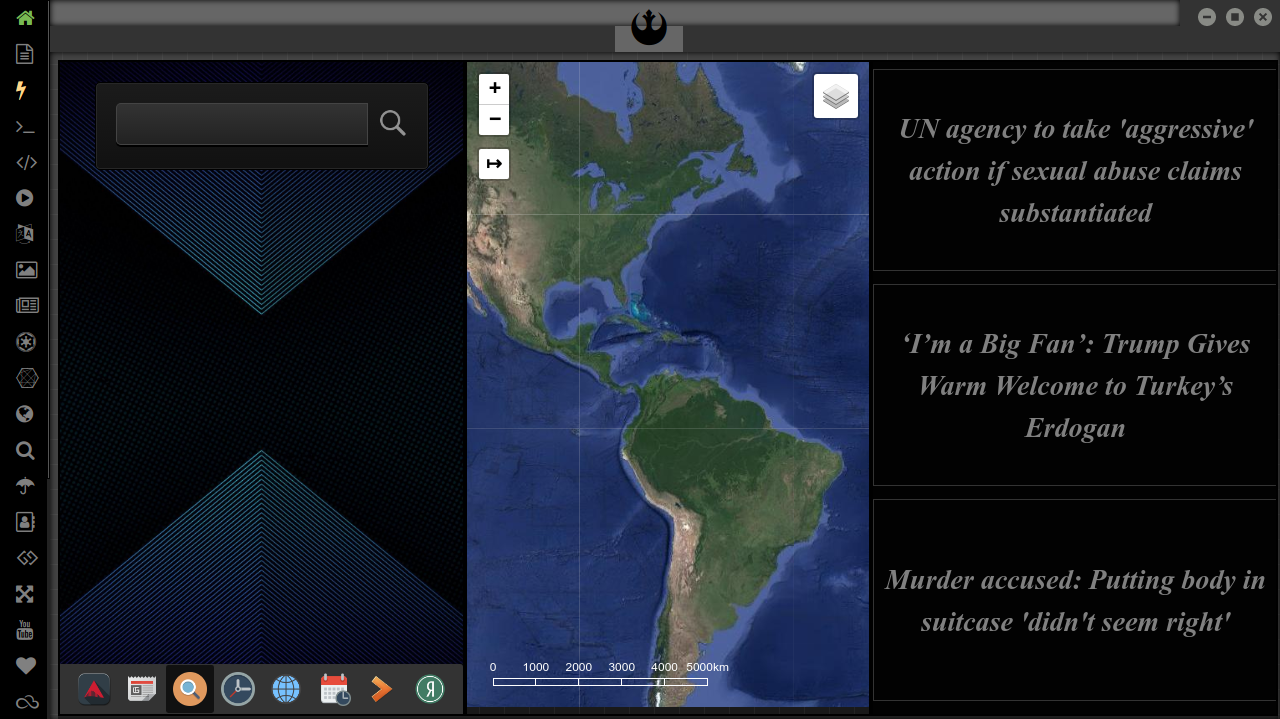 You
Tube
+
−
↦
0 1000 2000 3000 4000 5000km
UN agency to take 'aggressive'
action if sexual abuse claims
substantiated
‘I’m a Big Fan’: Trump Gives
Warm Welcome to Turkey’s
Erdogan
Murder accused: Putting body in
suitcase 'didn't seem right'
Я